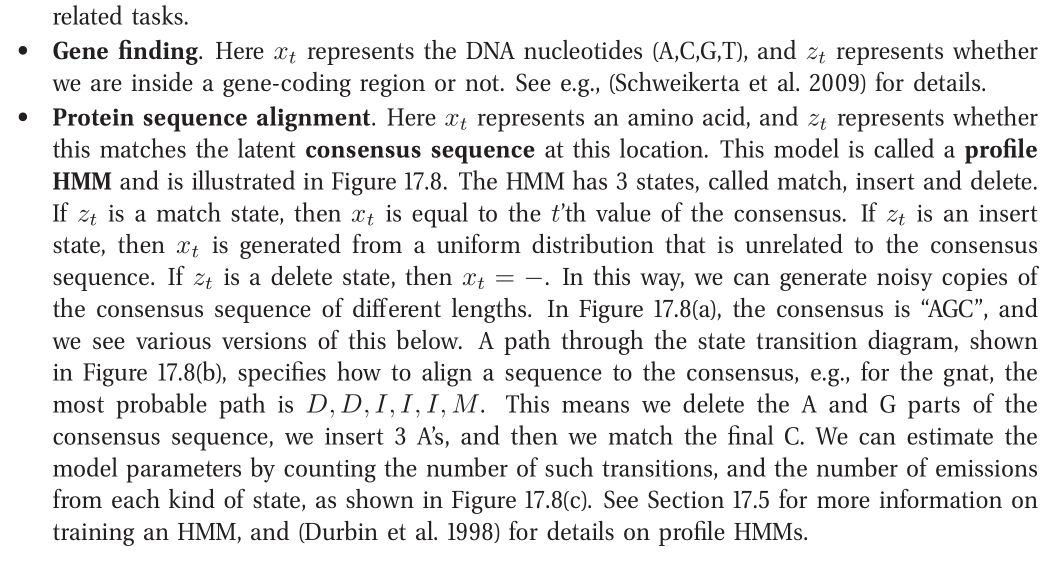 related tasks.
• Gene finding. Here xt represents the DNA nucleotides (A,C,G,T), and zt represents whether
we are inside a gene-coding region or not. See e.g., (Schweikerta et al. 2009) for details.
• Protein sequence alignment. Here xt represents an amino acid, and zt represents whether
this matches the latent consensus sequence at this location. This model is called a profile
HMM and is illustrated in Figure 17.8. The HMM has 3 states, called match, insert and delete.
If zt is a match state, then xt is equal to the t'th value of the consensus. If zt is an insert
state, then xt is generated from a uniform distribution that is unrelated to the consensus
sequence. If zt is a delete state, then xt = −. In this way, we can generate noisy copies of
the consensus sequence of different lengths. In Figure 17.8(a), the consensus is “AGC”, and
we see various versions of this below. A path through the state transition diagram, shown
in Figure 17.8(b), specifies how to align a sequence to the consensus, e.g., for the gnat, the
most probable path is D, D, I, I, I, M. This means we delete the A and G parts of the
consensus sequence, we insert 3 A’s, and then we match the final C. We can estimate the
model parameters by counting the number of such transitions, and the number of emissions
from each kind of state, as shown in Figure 17.8(c). See Section 17.5 for more information on
training an HMM, and (Durbin et al. 1998) for details on profile HMMs.